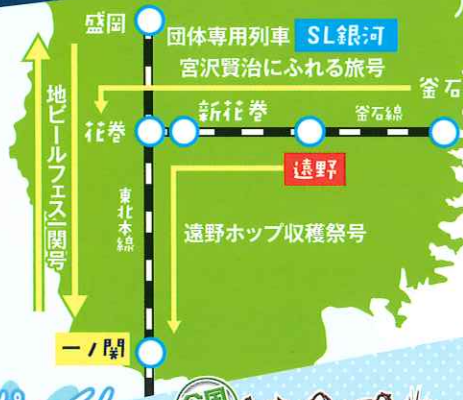 盛岡
団体専用列車 SL銀河
宮沢賢治にふれる旅号
釜石
地ビールフェス一関号
花巻
新花巻
釜石線
遠野
東北本線
遠野ホップ収穫祭号
一ノ関